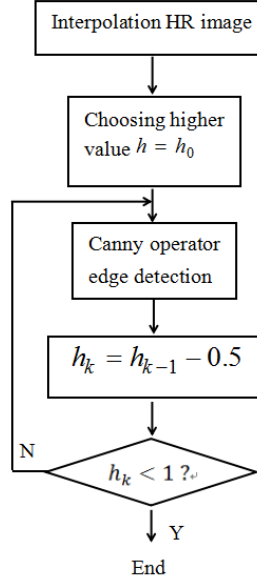 Interpolation HR image
Choosing higher
value h = h₀
Canny operator
edge detection
hₖ = hₖ₋₁ − 0.5
N
hₖ < 1 ?
Y
End